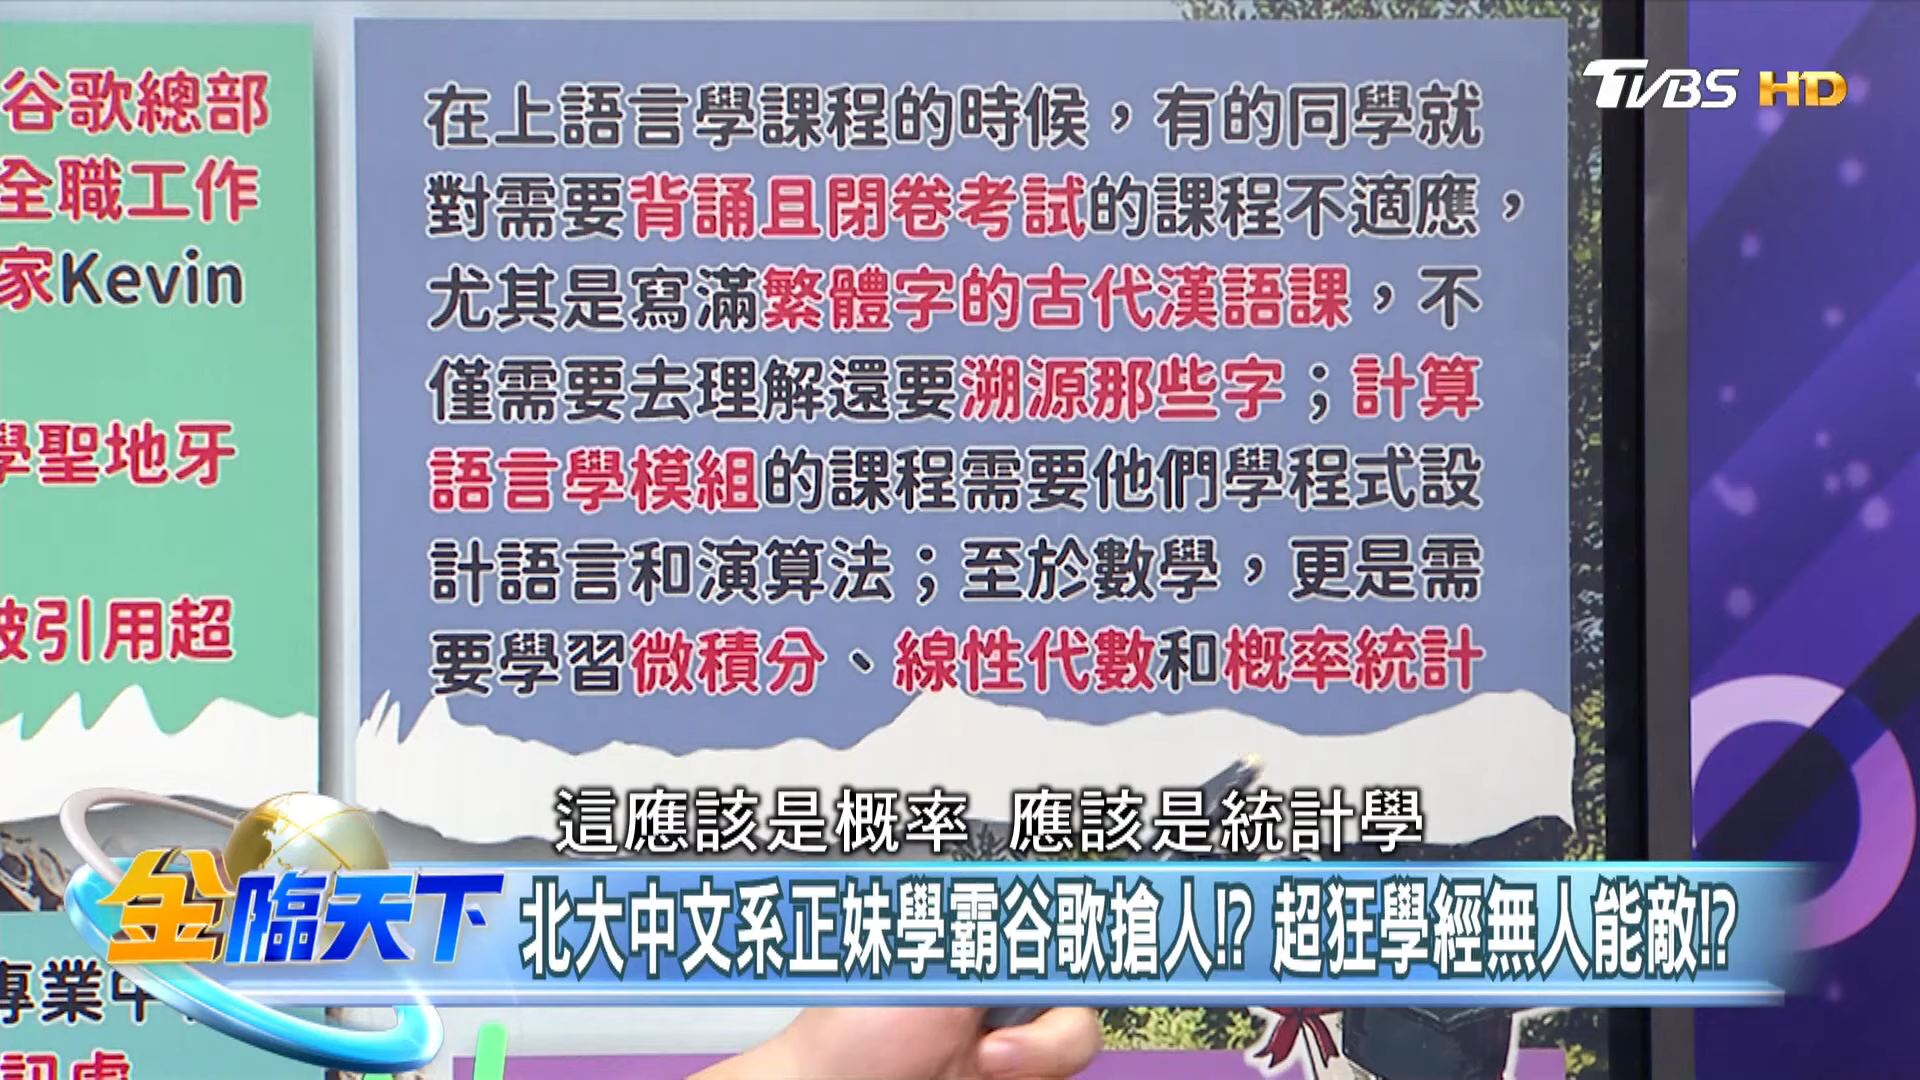 TVBS HD
谷歌總部
全職工作
家Kevin
學聖地牙
被引用超
專業中
訊處
在上語言學課程的時候，有的同學就
對需要背誦且閉卷考試的課程不適應，
尤其是寫滿繁體字的古代漢語課，不
僅需要去理解還要溯源那些字；計算
語言學模組的課程需要他們學程式設
計語言和演算法；至於數學，更是需
要學習微積分、線性代數和概率統計
這應該是概率 應該是統計學
金臨天下
北大中文系正妹學霸谷歌搶人!? 超狂學經無人能敵!?